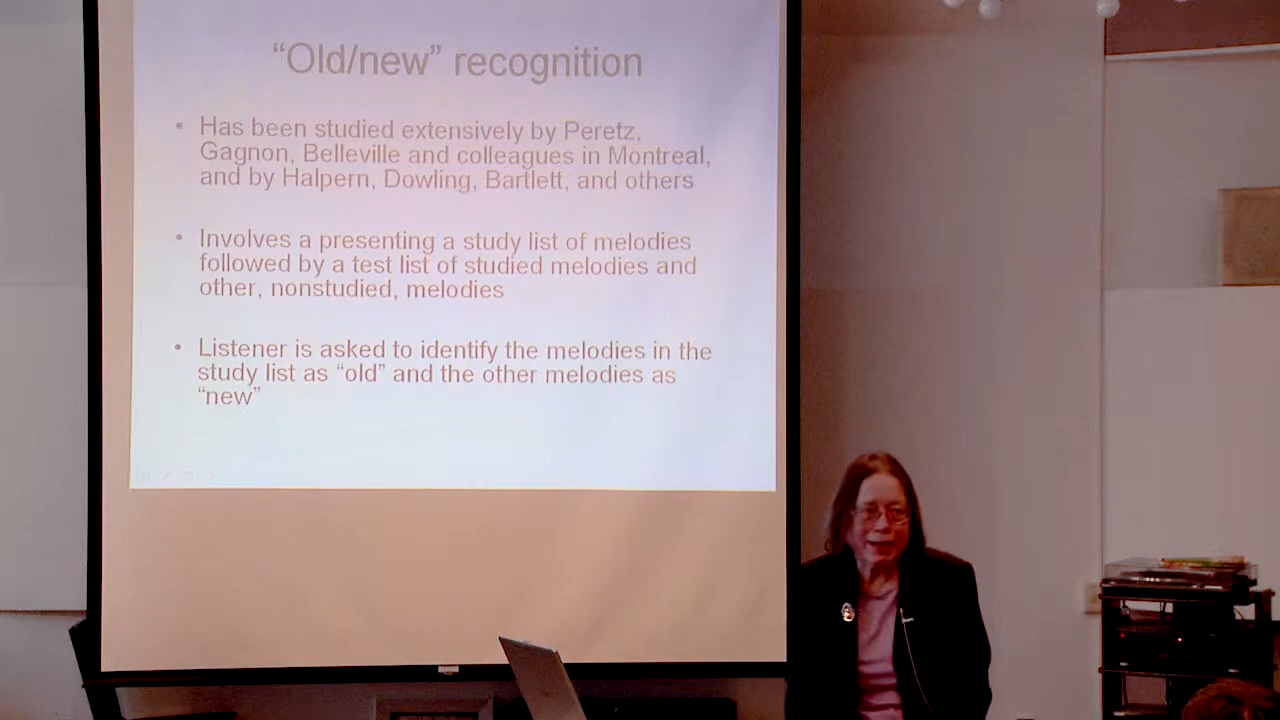 “Old/new” recognition
• Has been studied extensively by Peretz,
Gagnon, Belleville and colleagues in Montreal,
and by Halpern, Dowling, Bartlett, and others
• Involves a presenting a study list of melodies
followed by a test list of studied melodies and
other, nonstudied, melodies
• Listener is asked to identify the melodies in the
study list as “old” and the other melodies as
“new”